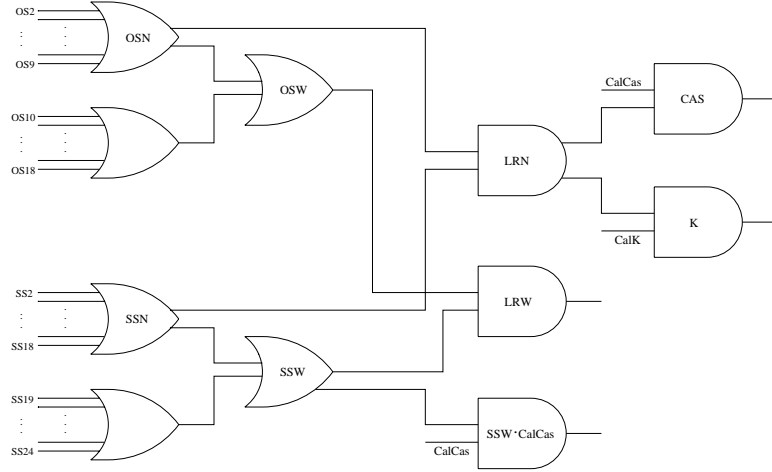 OS2
OSN
OS9
OSW
OS10
OS18
CalCas
CAS
LRN
K
CalK
SS2
SSN
SS18
LRW
SSW
SS19
SS24
SSW·CalCas
CalCas